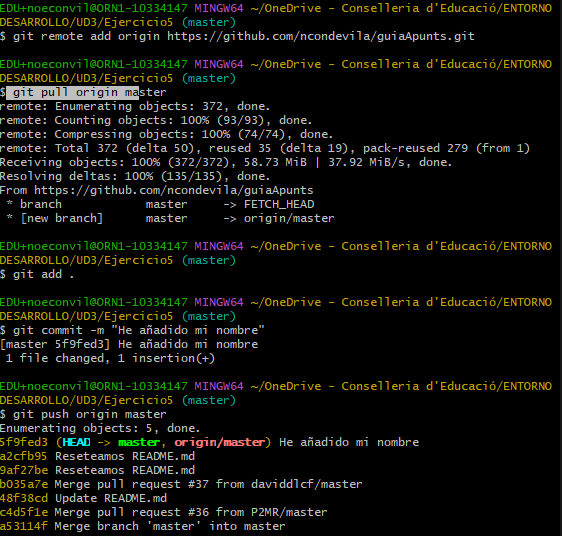 EDU+noeconvil@ORN1-10334147 MINGW64 ~/OneDrive - Conselleria d'Educació/ENTORNO
DESARROLLO/UD3/Ejercicio5 (master)
$ git remote add origin https://github.com/ncondevila/guiaApunts.git
EDU+noeconvil@ORN1-10334147 MINGW64 ~/OneDrive - Conselleria d'Educació/ENTORNO
DESARROLLO/UD3/Ejercicio5 (master)
$ git pull origin master
remote: Enumerating objects: 372, done.
remote: Counting objects: 100% (93/93), done.
remote: Compressing objects: 100% (74/74), done.
remote: Total 372 (delta 50), reused 35 (delta 19), pack-reused 279 (from 1)
Receiving objects: 100% (372/372), 58.73 MiB | 37.92 MiB/s, done.
Resolving deltas: 100% (135/135), done.
From https://github.com/ncondevila/guiaApunts
 * branch            master     -> FETCH_HEAD
 * [new branch]      master     -> origin/master
EDU+noeconvil@ORN1-10334147 MINGW64 ~/OneDrive - Conselleria d'Educació/ENTORNO
DESARROLLO/UD3/Ejercicio5 (master)
$ git add .
EDU+noeconvil@ORN1-10334147 MINGW64 ~/OneDrive - Conselleria d'Educació/ENTORNO
DESARROLLO/UD3/Ejercicio5 (master)
$ git commit -m "He añadido mi nombre"
[master 5f9fed3] He añadido mi nombre
 1 file changed, 1 insertion(+)
EDU+noeconvil@ORN1-10334147 MINGW64 ~/OneDrive - Conselleria d'Educació/ENTORNO
DESARROLLO/UD3/Ejercicio5 (master)
$ git push origin master
Enumerating objects: 5, done.
5f9fed3 (HEAD -> master, origin/master) He añadido mi nombre
a2cfb95 Reseteamos README.md
9af27be Reseteamos README.md
b035a7e Merge pull request #37 from daviddlcf/master
48f38cd Update README.md
c4d5f1e Merge pull request #36 from P2MR/master
a53114f Merge branch 'master' into master